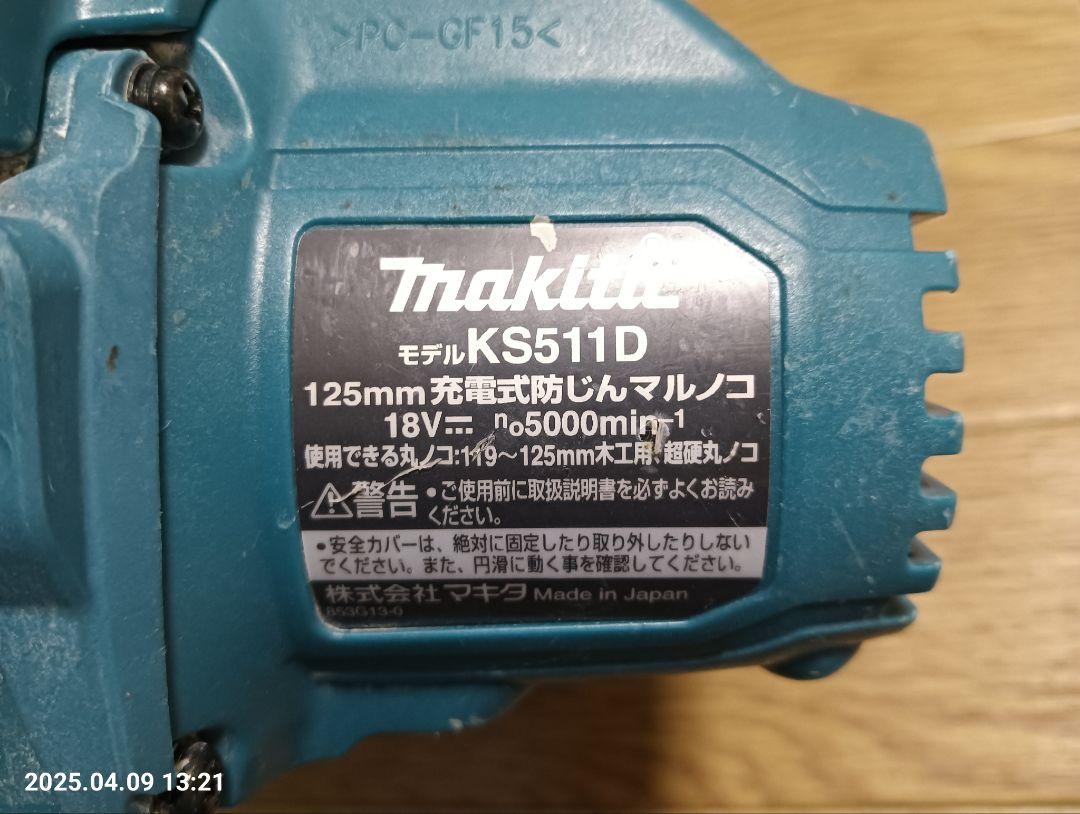 >PC-GF15<
makita
モデルKS511D
125mm充電式防じんマルノコ
18V⎓ n₀5000min⁻¹
使用できる丸ノコ:119～125mm木工用、超硬丸ノコ
⚠警告 •ご使用前に取扱説明書を必ずよくお読み
ください。
•安全カバーは、絶対に固定したり取り外したりしない
でください。また、円滑に動く事を確認してください。
株式会社マキタ Made in Japan
853G13-0
2025.04.09 13:21